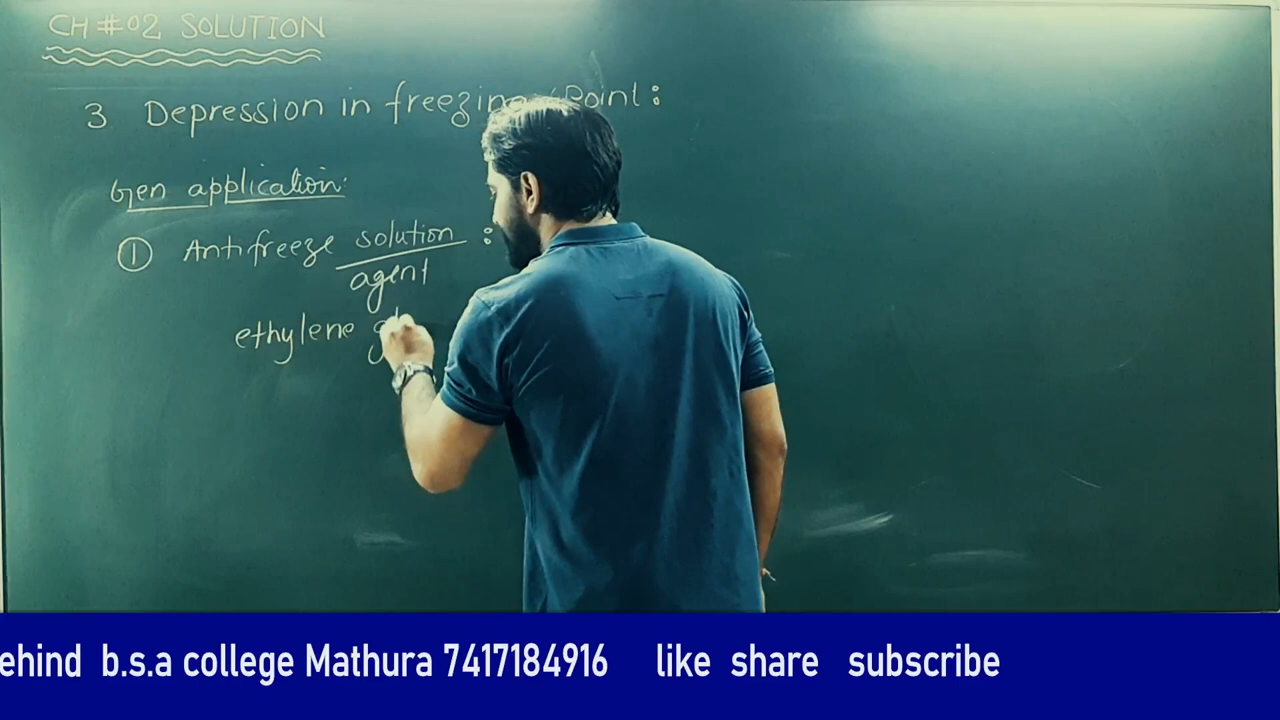 CH # 02 SOLUTION
3 Depression in freezing Point :
Gen application:
① Antifreeze solution :
agent
ethylene
ehind b.s.a college Mathura 7417184916 like share subscribe